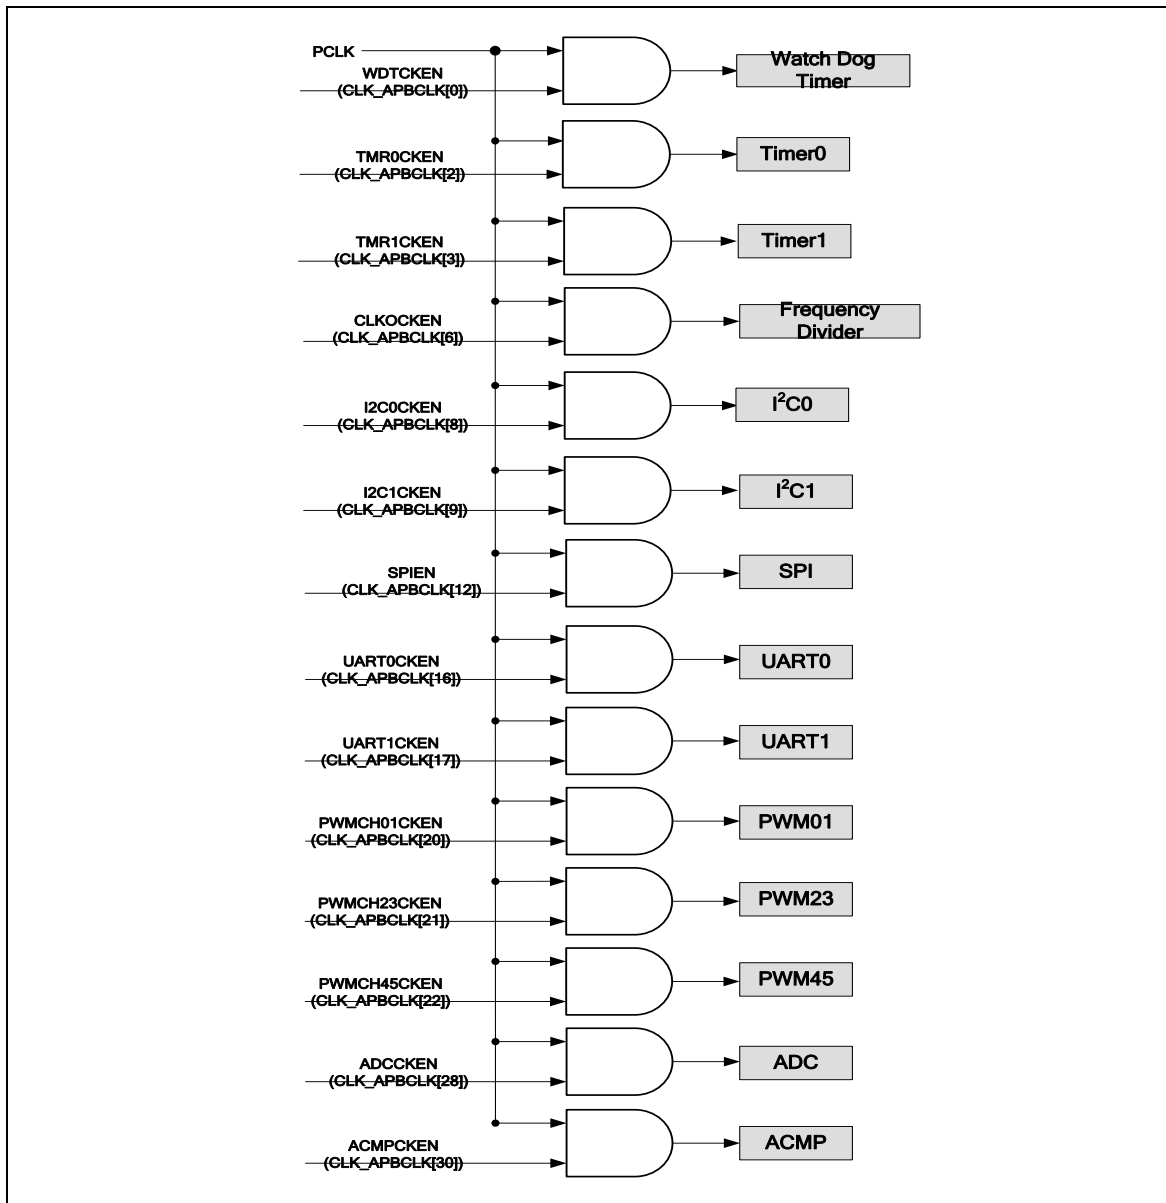 PCLK
WDTCKEN
(CLK_APBCLK[0])
Watch Dog
Timer
TMR0CKEN
(CLK_APBCLK[2])
Timer0
TMR1CKEN
(CLK_APBCLK[3])
Timer1
CLKOCKEN
(CLK_APBCLK[6])
Frequency
Divider
I2C0CKEN
(CLK_APBCLK[8])
I²C0
I2C1CKEN
(CLK_APBCLK[9])
I²C1
SPIEN
(CLK_APBCLK[12])
SPI
UART0CKEN
(CLK_APBCLK[16])
UART0
UART1CKEN
(CLK_APBCLK[17])
UART1
PWMCH01CKEN
(CLK_APBCLK[20])
PWM01
PWMCH23CKEN
(CLK_APBCLK[21])
PWM23
PWMCH45CKEN
(CLK_APBCLK[22])
PWM45
ADCCKEN
(CLK_APBCLK[28])
ADC
ACMPCKEN
(CLK_APBCLK[30])
ACMP